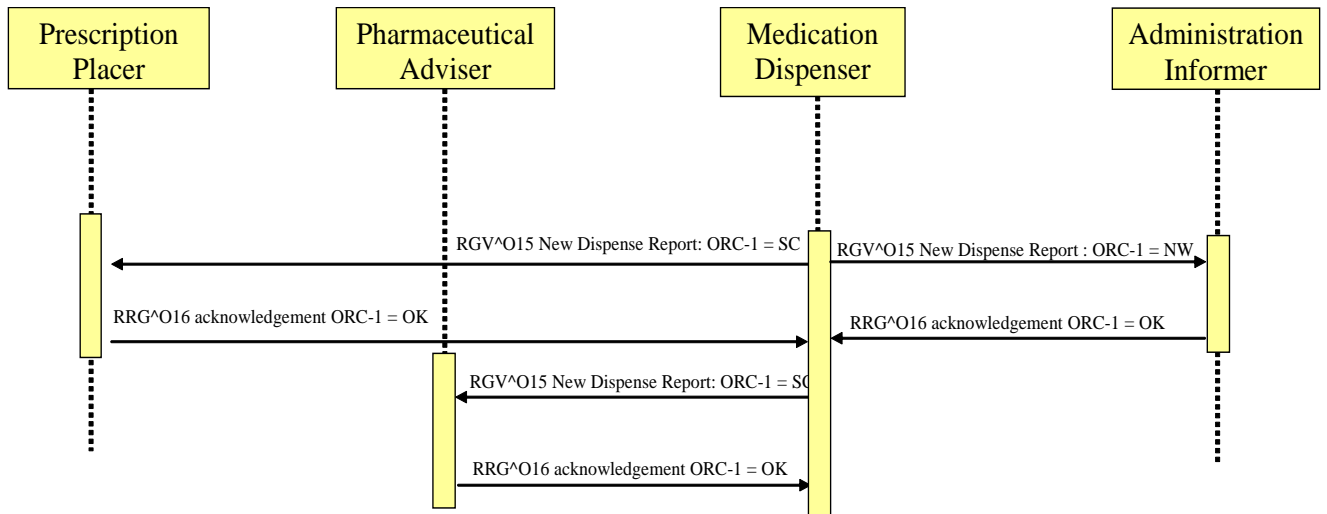 Prescription
Placer
Pharmaceutical
Adviser
Medication
Dispenser
Administration
Informer
RGV^O15 New Dispense Report: ORC-1 = SC
RGV^O15 New Dispense Report : ORC-1 = NW
RRG^O16 acknowledgement ORC-1 = OK
RRG^O16 acknowledgement ORC-1 = OK
RGV^O15 New Dispense Report: ORC-1 = SC
RRG^O16 acknowledgement ORC-1 = OK